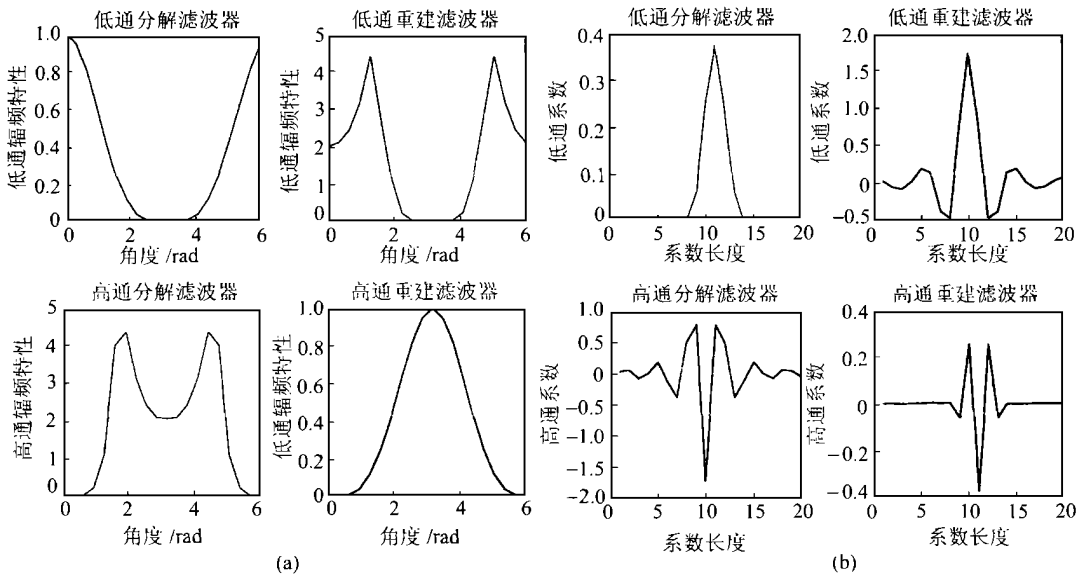 低通分解滤波器
1.0
0.8
0.6
0.4
0.2
0
0 2 4 6
低通辐频特性
角度 /rad
低通重建滤波器
5
4
3
2
1
0
0 2 4 6
低通辐频特性
角度 /rad
低通分解滤波器
0.4
0.3
0.2
0.1
0
0 5 10 15 20
低通系数
系数长度
低通重建滤波器
2.0
1.5
1.0
0.5
0
-0.5
0 5 10 15 20
低通系数
系数长度
高通分解滤波器
5
4
3
2
1
0
0 2 4 6
高通辐频特性
角度 /rad
高通重建滤波器
1.0
0.8
0.6
0.4
0.2
0
0 2 4 6
低通辐频特性
角度 /rad
高通分解滤波器
1.0
0.5
0
-0.5
-1.0
-1.5
-2.0
0 5 10 15 20
高通系数
系数长度
高通重建滤波器
0.4
0.2
0
-0.2
-0.4
0 5 10 15 20
高通系数
系数长度
(a)
(b)